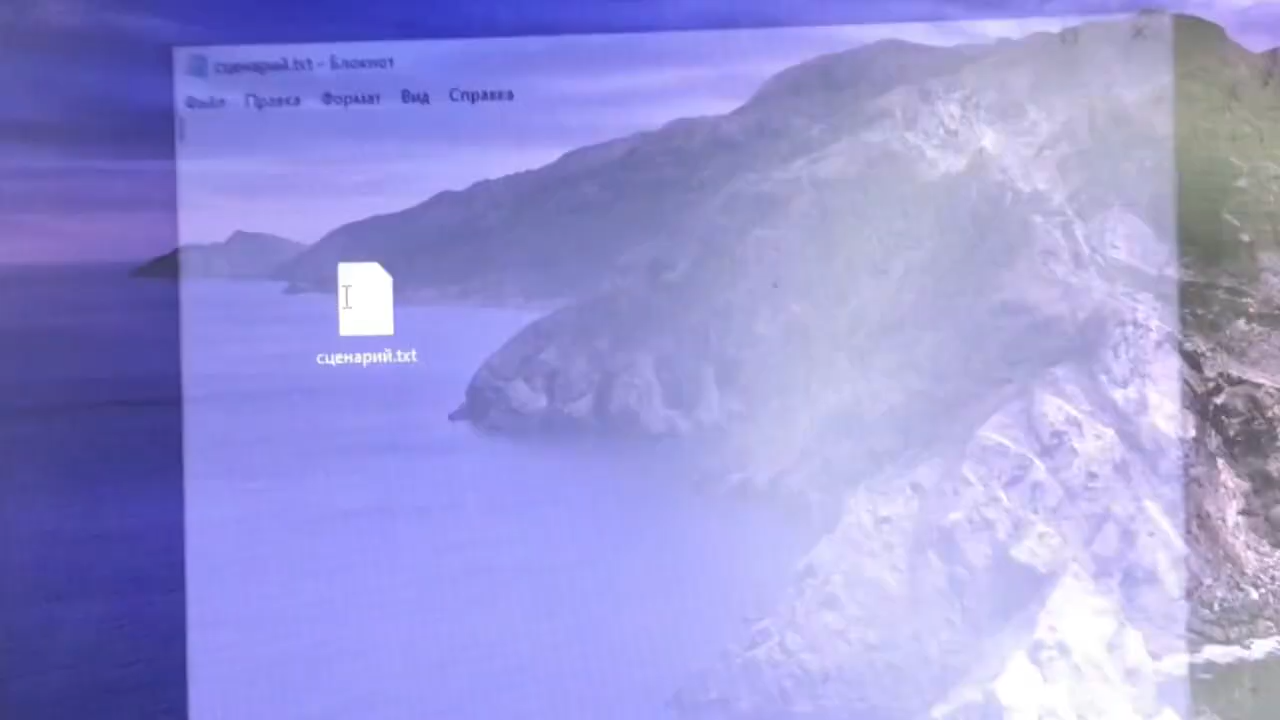 сценарий.txt - Блокнот
Файл Правка Формат Вид Справка
сценарий.txt